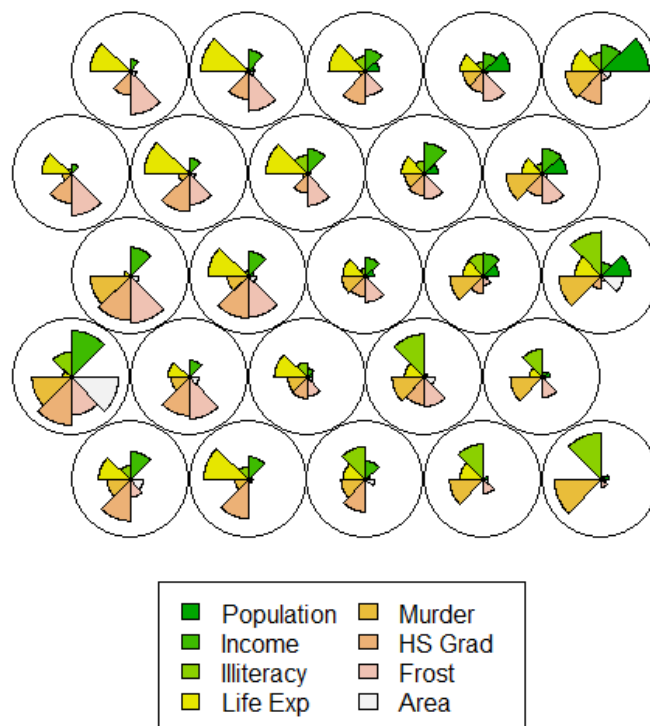 Population Murder
Income HS Grad
Illiteracy Frost
Life Exp Area